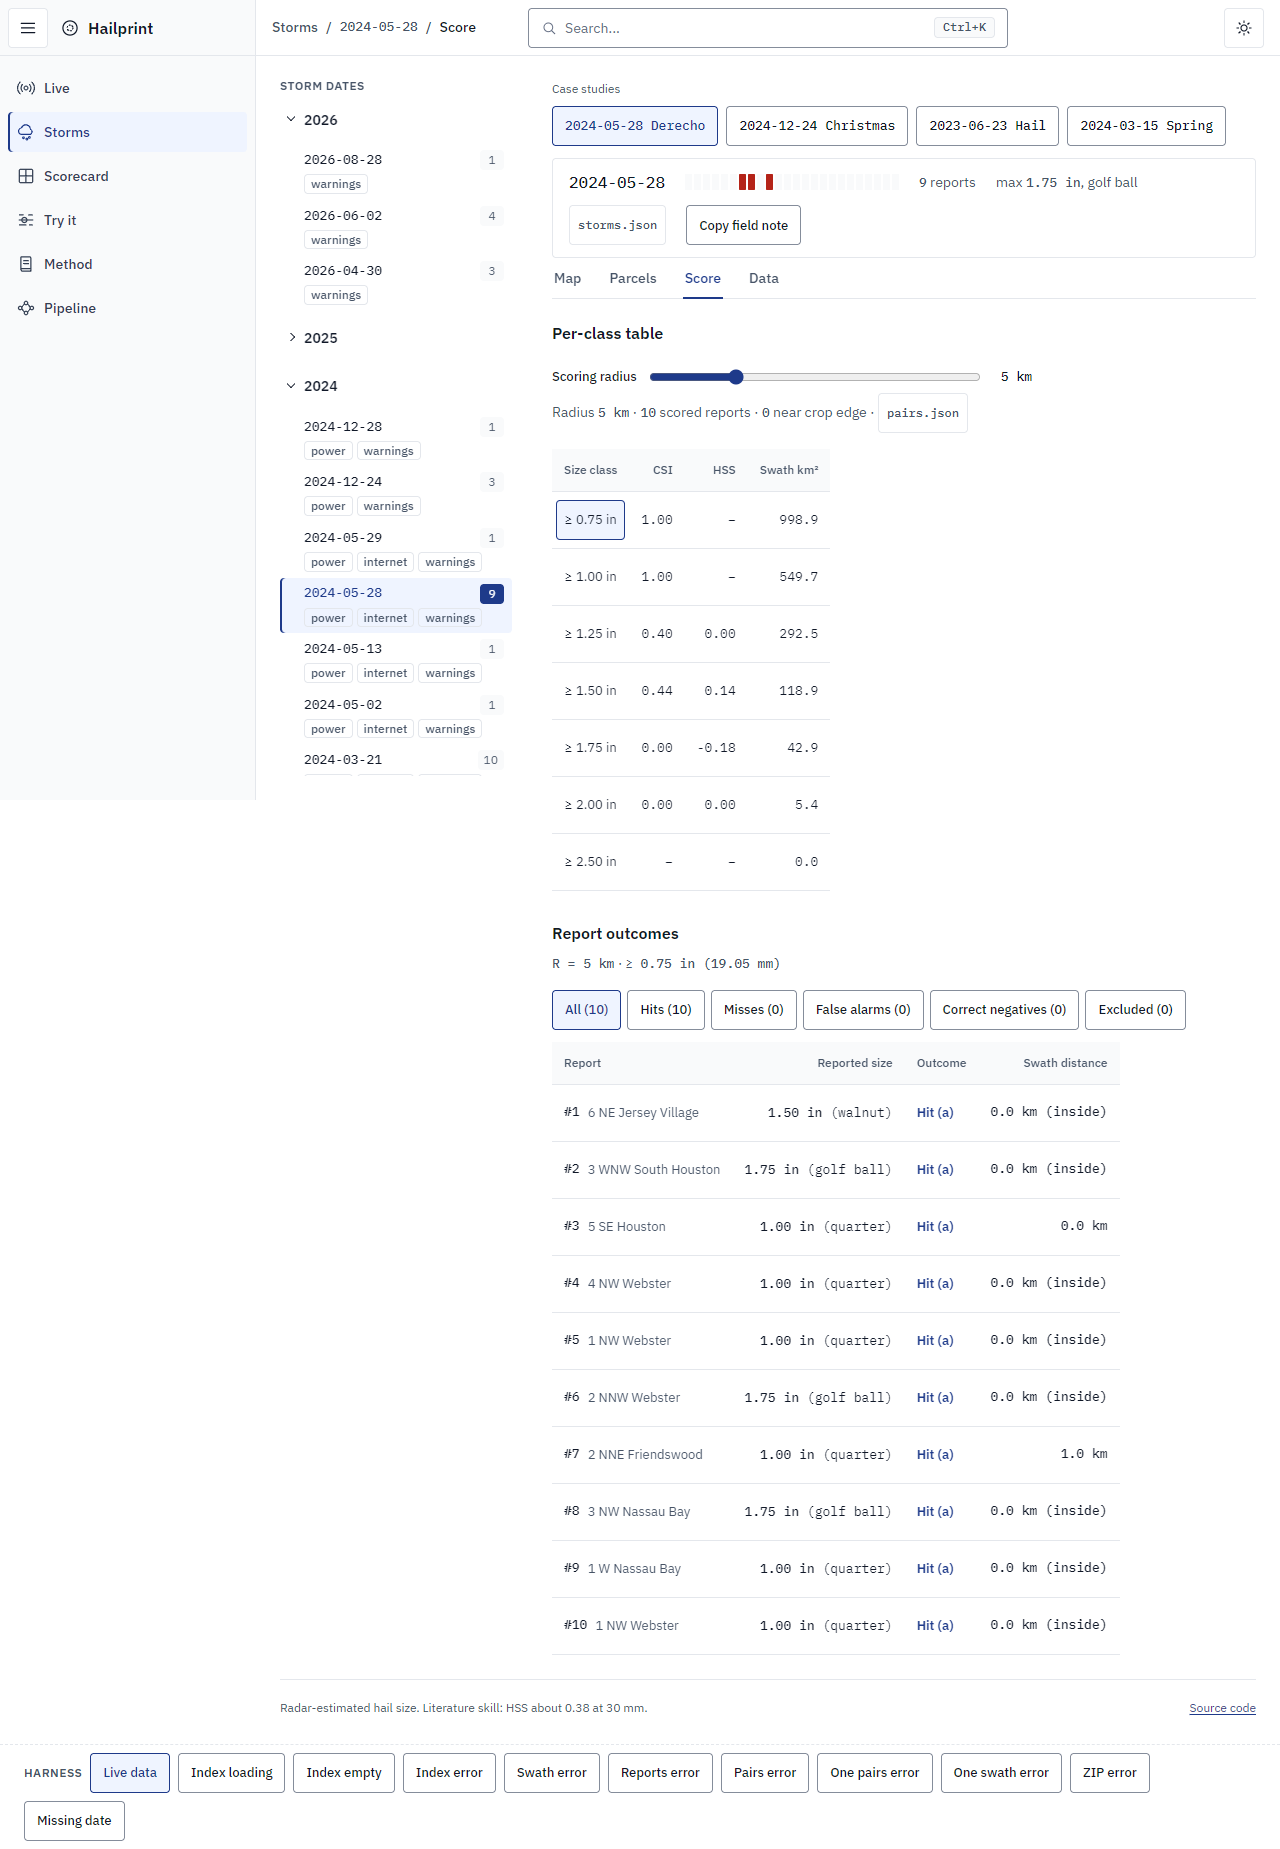 Hailprint
Storms / 2024-05-28 / Score
Search...
Ctrl+K
Live
Storms
Scorecard
Try it
Method
Pipeline
STORM DATES
2026
2026-08-28 1
warnings
2026-06-02 4
warnings
2026-04-30 3
warnings
2025
2024
2024-12-28 1
power warnings
2024-12-24 3
power warnings
2024-05-29 1
power internet warnings
2024-05-28 9
power internet warnings
2024-05-13 1
power internet warnings
2024-05-02 1
power internet warnings
2024-03-21 10
Case studies
2024-05-28 Derecho
2024-12-24 Christmas
2023-06-23 Hail
2024-03-15 Spring
2024-05-28
9 reports
max 1.75 in, golf ball
storms.json
Copy field note
Map Parcels Score Data
Per-class table
Scoring radius 5 km
Radius 5 km · 10 scored reports · 0 near crop edge · pairs.json
Size class CSI HSS Swath km²
≥ 0.75 in 1.00 – 998.9
≥ 1.00 in 1.00 – 549.7
≥ 1.25 in 0.40 0.00 292.5
≥ 1.50 in 0.44 0.14 118.9
≥ 1.75 in 0.00 -0.18 42.9
≥ 2.00 in 0.00 0.00 5.4
≥ 2.50 in – – 0.0
Report outcomes
R = 5 km · ≥ 0.75 in (19.05 mm)
All (10) Hits (10) Misses (0) False alarms (0) Correct negatives (0) Excluded (0)
Report Reported size Outcome Swath distance
#1 6 NE Jersey Village 1.50 in (walnut) Hit (a) 0.0 km (inside)
#2 3 WNW South Houston 1.75 in (golf ball) Hit (a) 0.0 km (inside)
#3 5 SE Houston 1.00 in (quarter) Hit (a) 0.0 km
#4 4 NW Webster 1.00 in (quarter) Hit (a) 0.0 km (inside)
#5 1 NW Webster 1.00 in (quarter) Hit (a) 0.0 km (inside)
#6 2 NNW Webster 1.75 in (golf ball) Hit (a) 0.0 km (inside)
#7 2 NNE Friendswood 1.00 in (quarter) Hit (a) 1.0 km
#8 3 NW Nassau Bay 1.75 in (golf ball) Hit (a) 0.0 km (inside)
#9 1 W Nassau Bay 1.00 in (quarter) Hit (a) 0.0 km (inside)
#10 1 NW Webster 1.00 in (quarter) Hit (a) 0.0 km (inside)
Radar-estimated hail size. Literature skill: HSS about 0.38 at 30 mm.
Source code
HARNESS Live data Index loading Index empty Index error Swath error Reports error Pairs error One pairs error One swath error ZIP error
Missing date